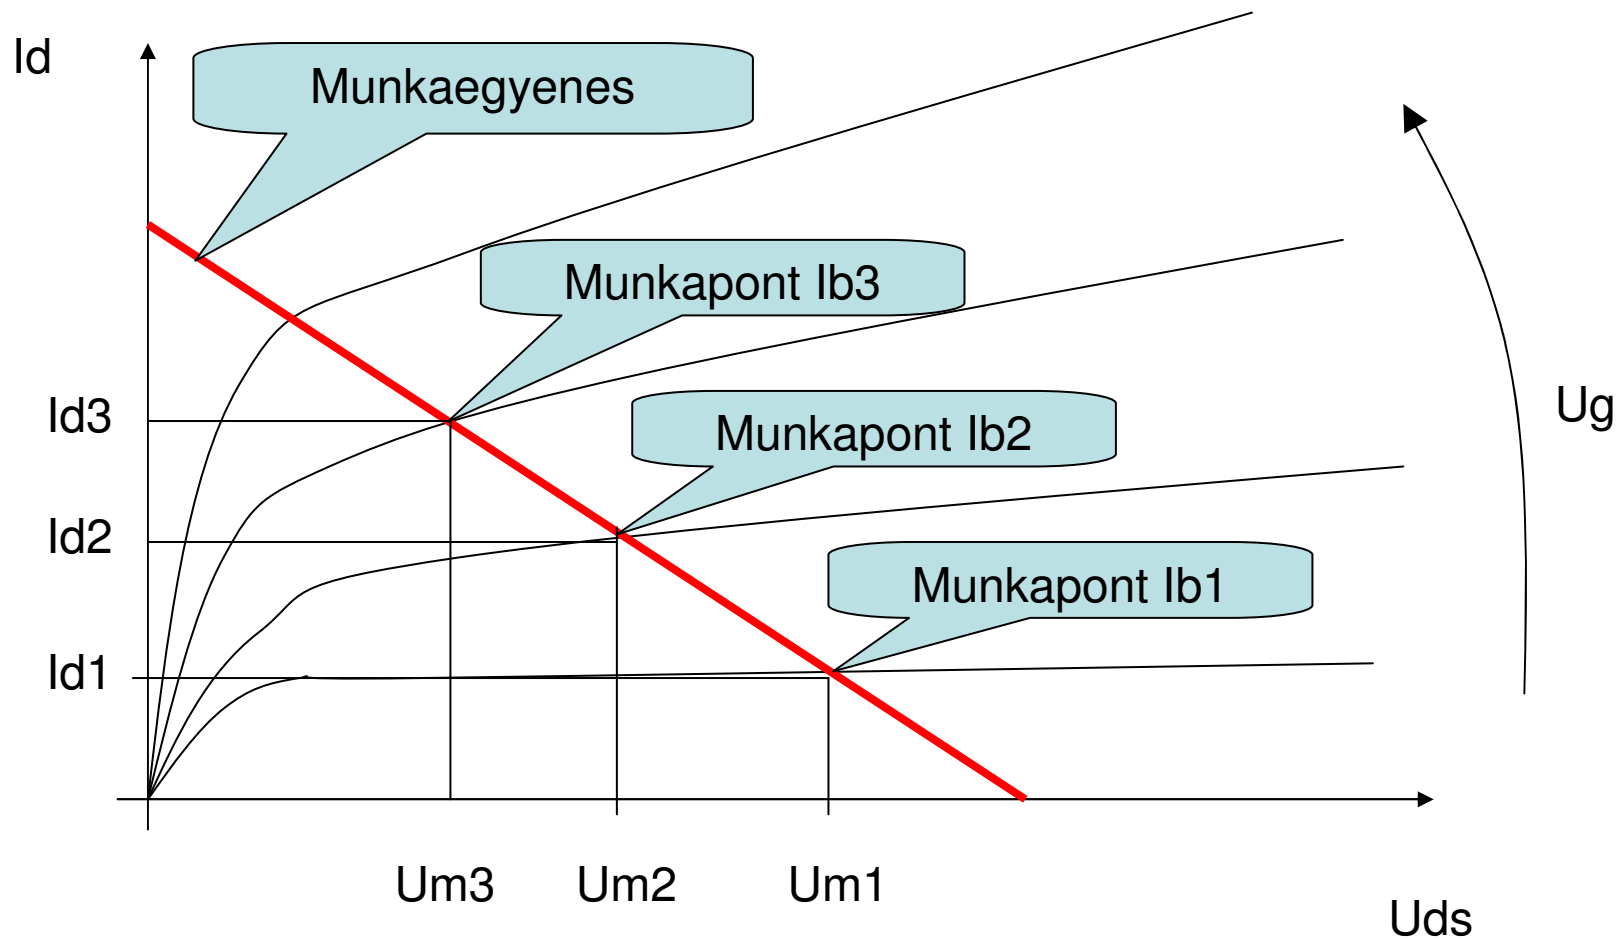 Id
Munkaegyenes
Munkapont Ib3
Id3
Ug
Munkapont Ib2
Id2
Munkapont Ib1
Id1
Um3
Um2
Um1
Uds